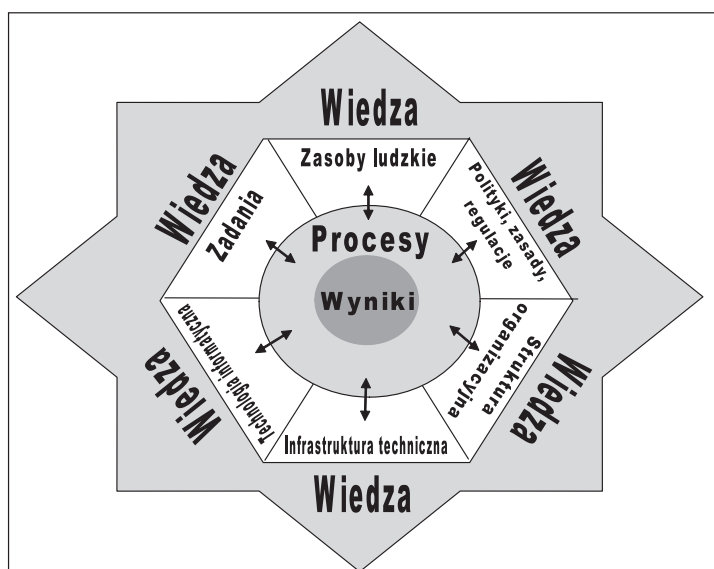 Wiedza
Zasoby ludzkie
Wiedza
Zadania
Polityki, zasady,
regulacje
Wiedza
Procesy
Wyniki
Wiedza
Technologia informatyczna
Struktura
organizacyjna
Wiedza
Infrastruktura techniczna
Wiedza